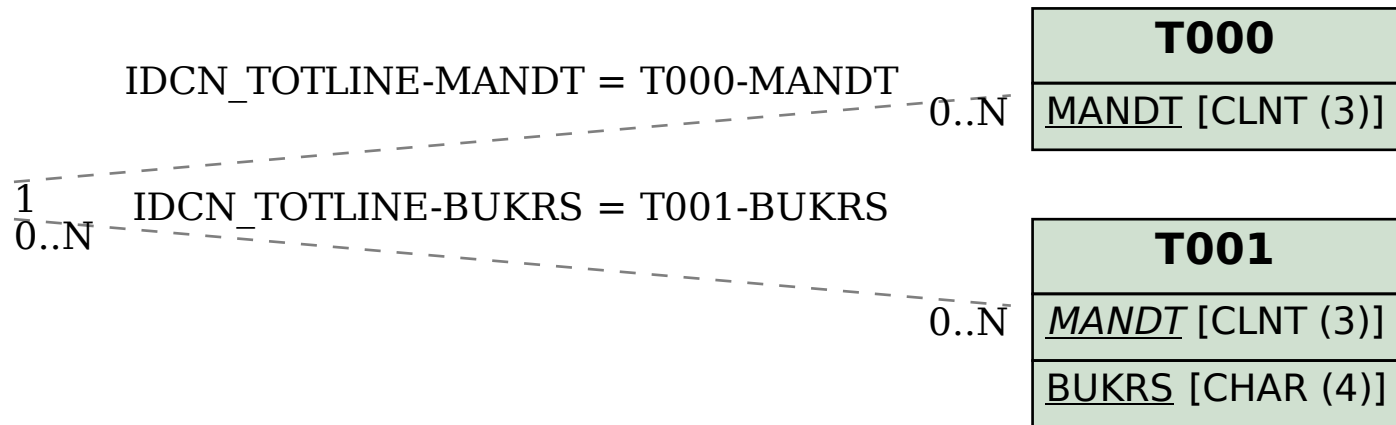 T000
IDCN_TOTLINE-MANDT = T000-MANDT
0..N
MANDT [CLNT (3)]
1
IDCN_TOTLINE-BUKRS = T001-BUKRS
0..N
T001
0..N
MANDT [CLNT (3)]
BUKRS [CHAR (4)]